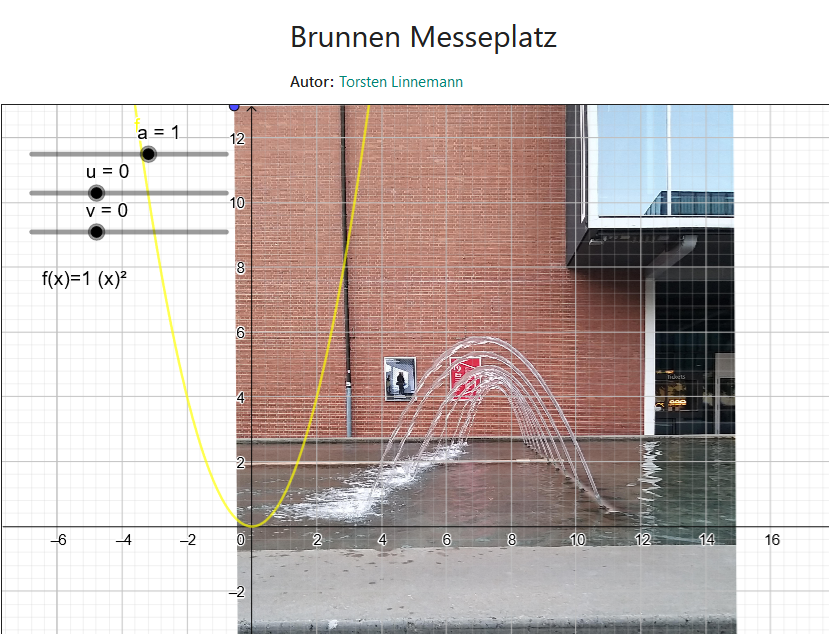 Brunnen Messeplatz
Autor: Torsten Linnemann
f
a = 1
u = 0
v = 0
f(x)=1 (x)²
12
10
8
6
4
2
–2
–6
–4
–2
0
2
4
6
8
10
12
14
16
Tickets